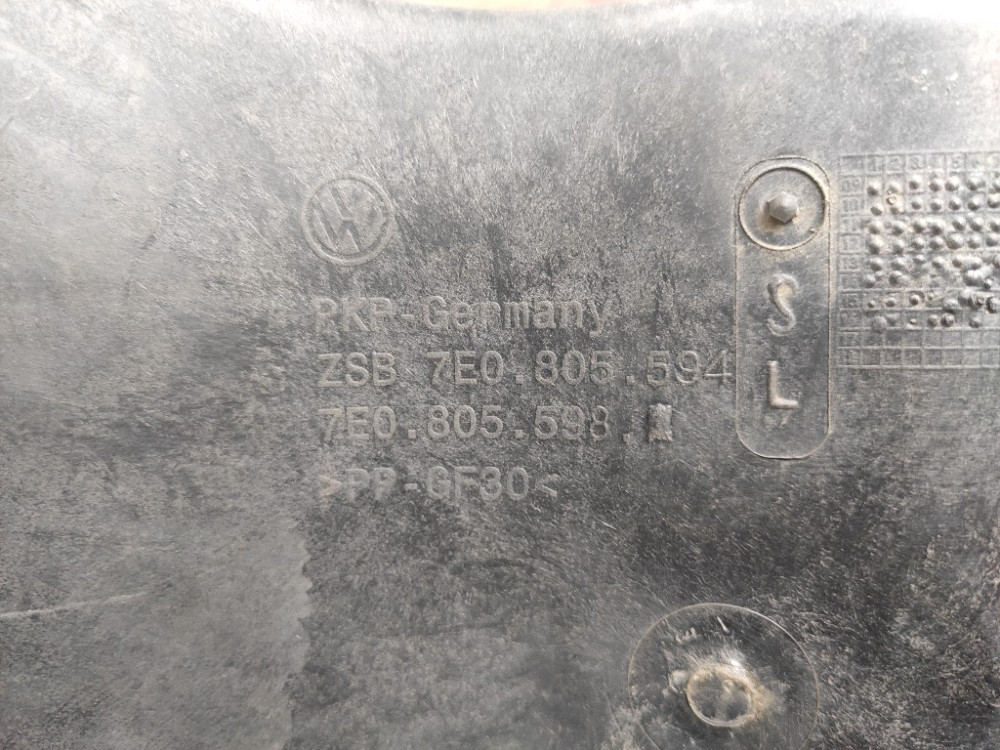 PKP-Germany
ZSB 7E0.805.594
7E0.805.598.
>PP-GF30<
S
L